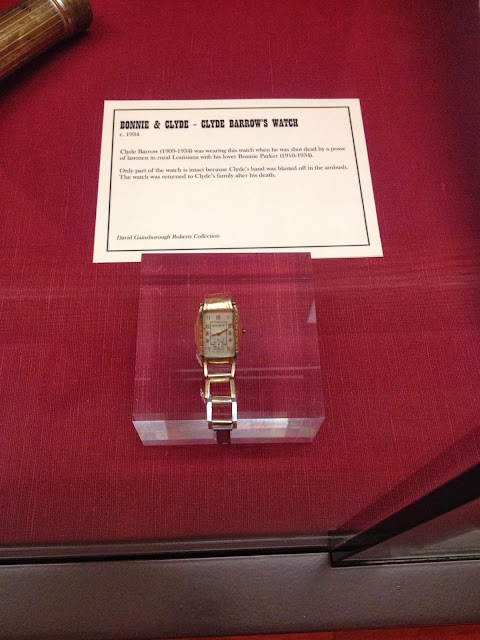 BONNIE & CLYDE - CLYDE BARROW'S WATCH
c. 1934
Clyde Barrow (1909-1934) was wearing this watch when he was shot dead by a posse
of lawmen in rural Louisiana with his lover Bonnie Parker (1910-1934).
Only part of the watch is intact because Clyde's hand was blasted off in the ambush.
The watch was returned to Clyde's family after his death.
David Gainsborough Roberts Collection